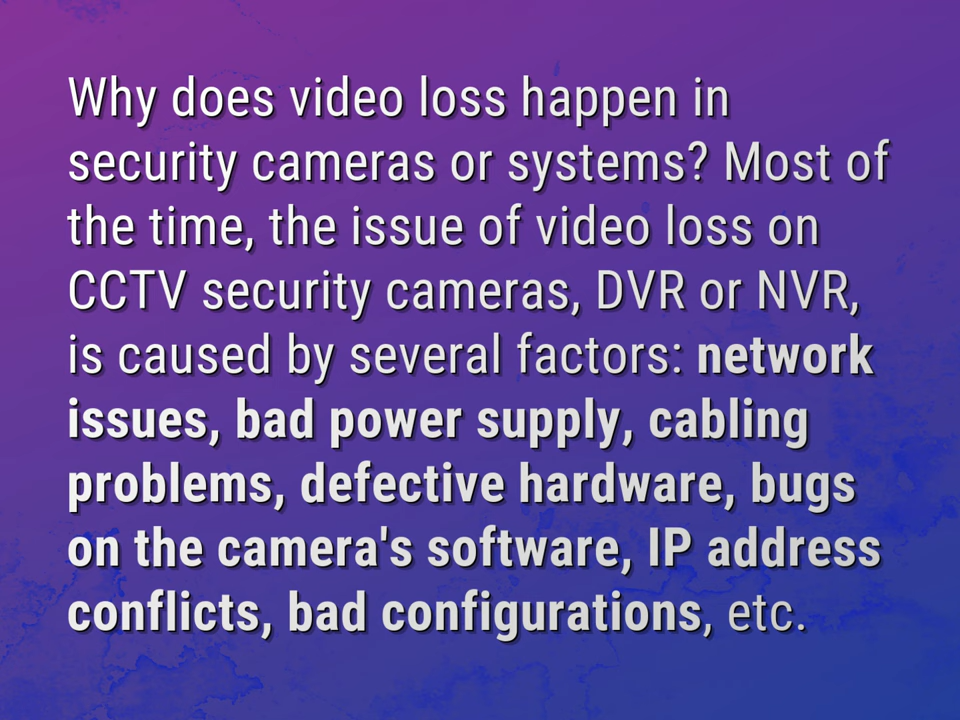 Why does video loss happen in
security cameras or systems? Most of
the time, the issue of video loss on
CCTV security cameras, DVR or NVR,
is caused by several factors: network
issues, bad power supply, cabling
problems, defective hardware, bugs
on the camera's software, IP address
conflicts, bad configurations, etc.